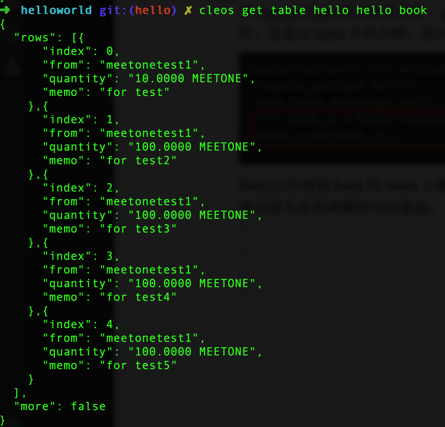 ➜ helloworld git:(hello) ✗ cleos get table hello hello book
{
  "rows": [{
      "index": 0,
      "from": "meetonetest1",
      "quantity": "10.0000 MEETONE",
      "memo": "for test"
    },{
      "index": 1,
      "from": "meetonetest1",
      "quantity": "100.0000 MEETONE",
      "memo": "for test2"
    },{
      "index": 2,
      "from": "meetonetest1",
      "quantity": "100.0000 MEETONE",
      "memo": "for test3"
    },{
      "index": 3,
      "from": "meetonetest1",
      "quantity": "100.0000 MEETONE",
      "memo": "for test4"
    },{
      "index": 4,
      "from": "meetonetest1",
      "quantity": "100.0000 MEETONE",
      "memo": "for test5"
    }
  ],
  "more": false
}